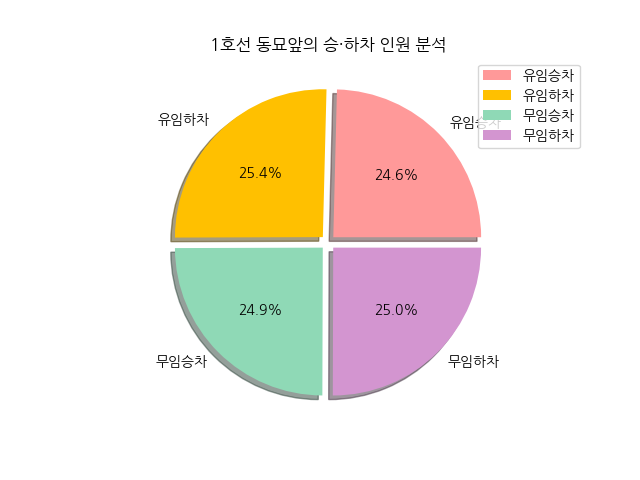 1호선 동묘앞의 승·하차 인원 분석
유임승차
유임하차
무임승차
무임하차
유임하차
유임승차
25.4%
24.6%
24.9%
25.0%
무임승차
무임하차